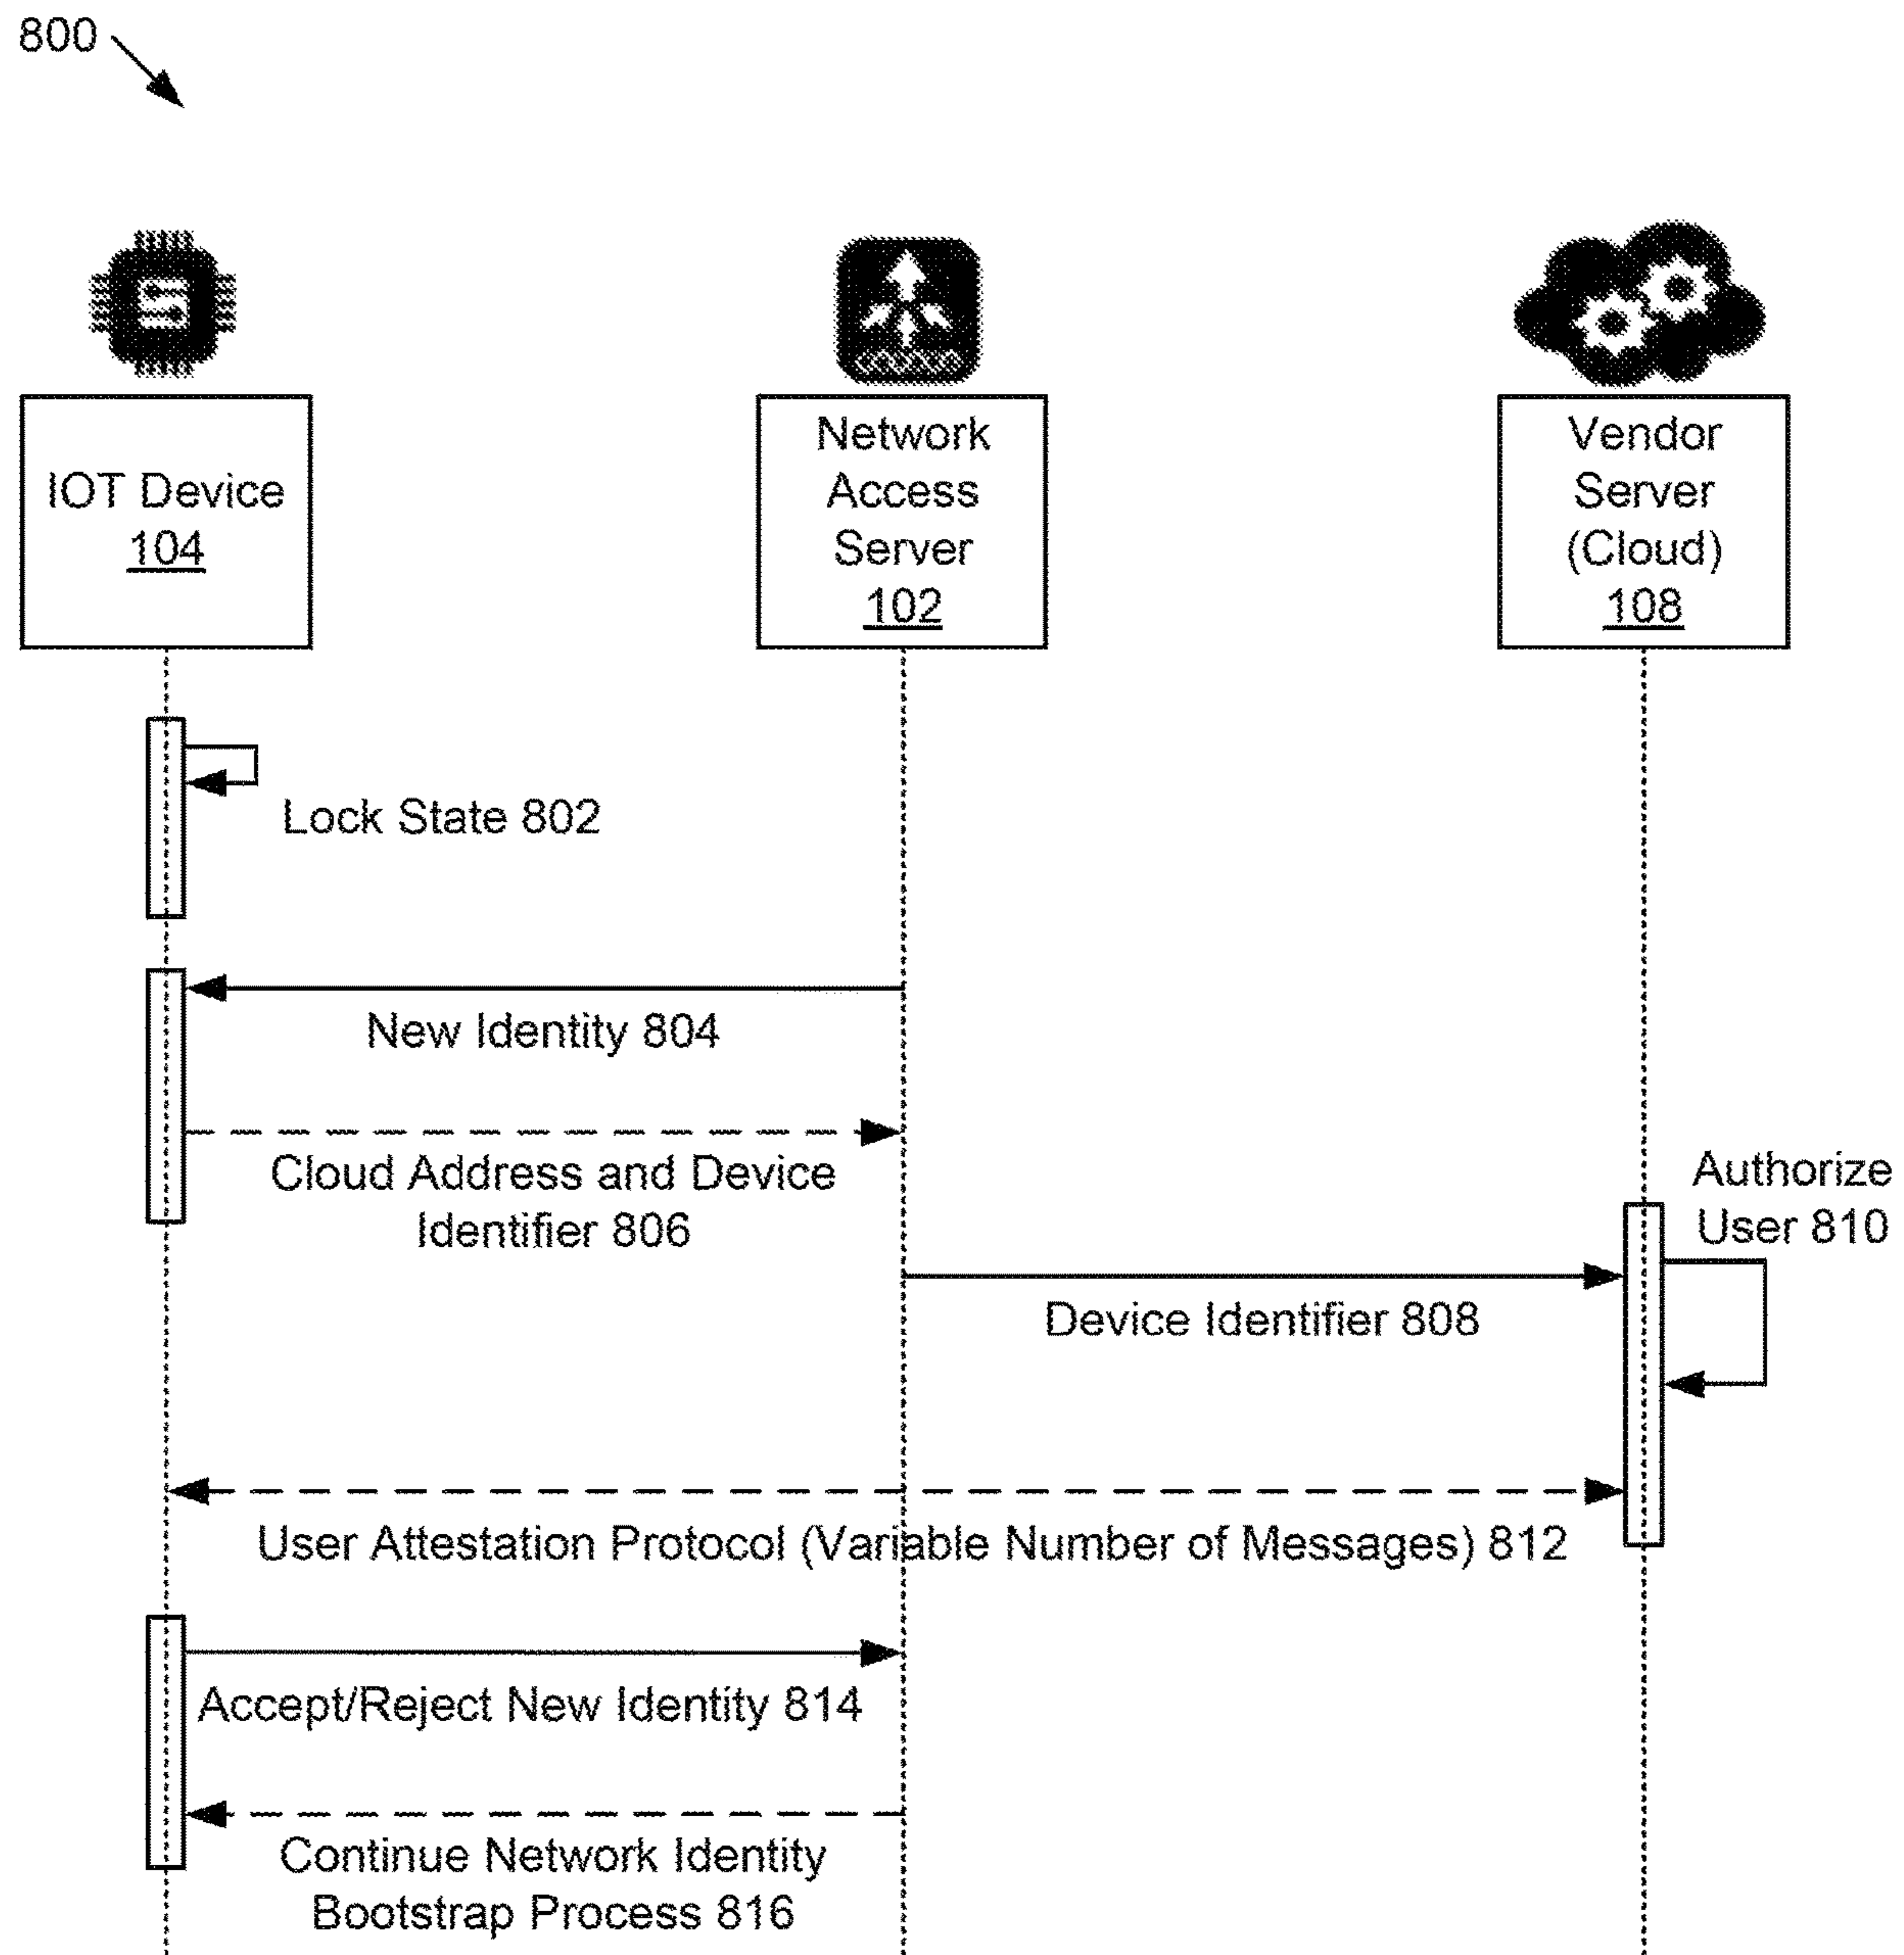 800
IOT Device
104
Network
Access
Server
102
Vendor
Server
(Cloud)
108
Lock State 802
New Identity 804
Cloud Address and Device
Identifier 806
Authorize
User 810
Device Identifier 808
User Attestation Protocol (Variable Number of Messages) 812
Accept/Reject New Identity 814
Continue Network Identity
Bootstrap Process 816